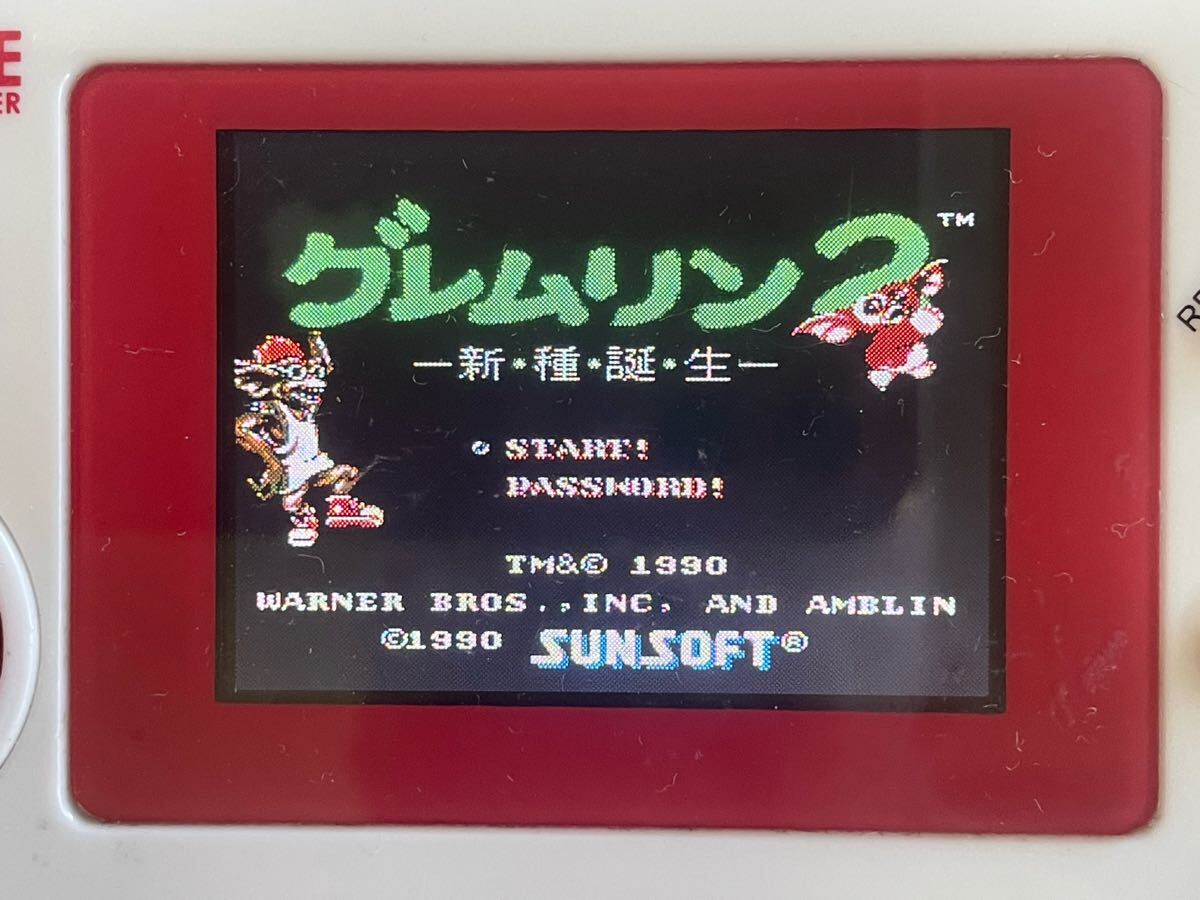 グレムリン2 TM
ー新・種・誕・生ー
START!
PASSWORD!
TM&© 1990
WARNER BROS.,INC. AND AMBLIN
©1990 SUNSOFT®